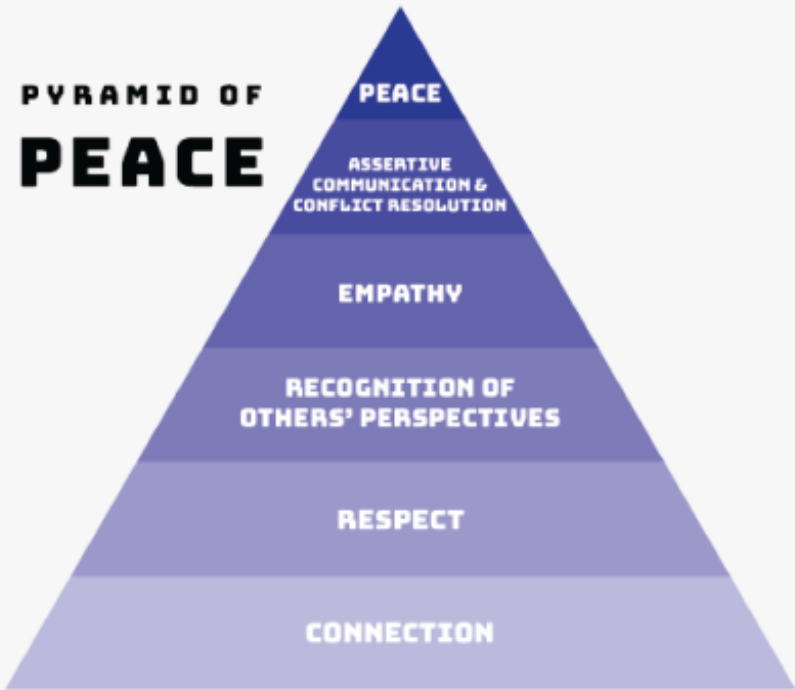 PYRAMID OF
PEACE
PEACE
ASSERTIVE
COMMUNICATION &
CONFLICT RESOLUTION
EMPATHY
RECOGNITION OF
OTHERS' PERSPECTIVES
RESPECT
CONNECTION